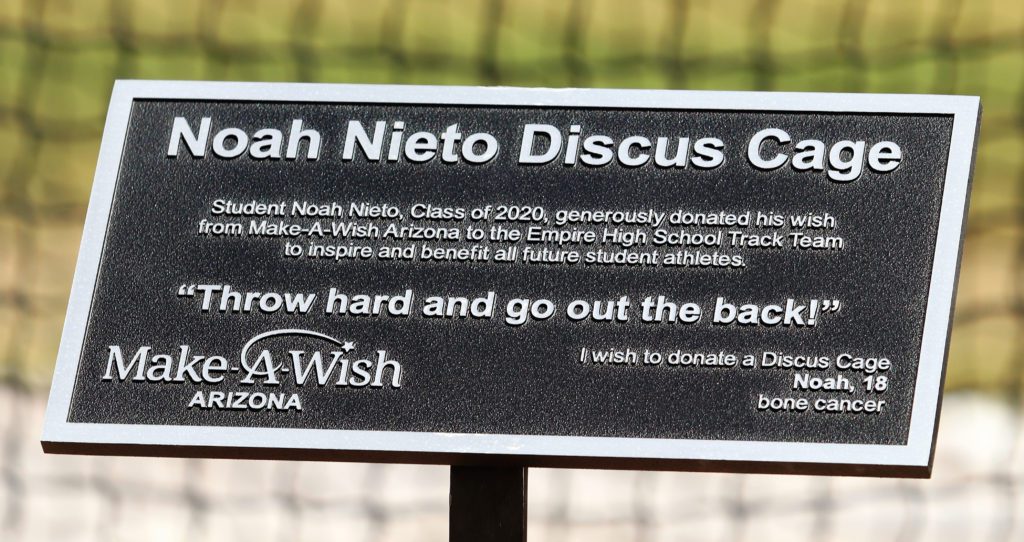 Noah Nieto Discus Cage
Student Noah Nieto, Class of 2020, generously donated his wish
from Make-A-Wish Arizona to the Empire High School Track Team
to inspire and benefit all future student athletes.
“Throw hard and go out the back!”
Make-A-Wish
ARIZONA
I wish to donate a Discus Cage
Noah, 18
bone cancer